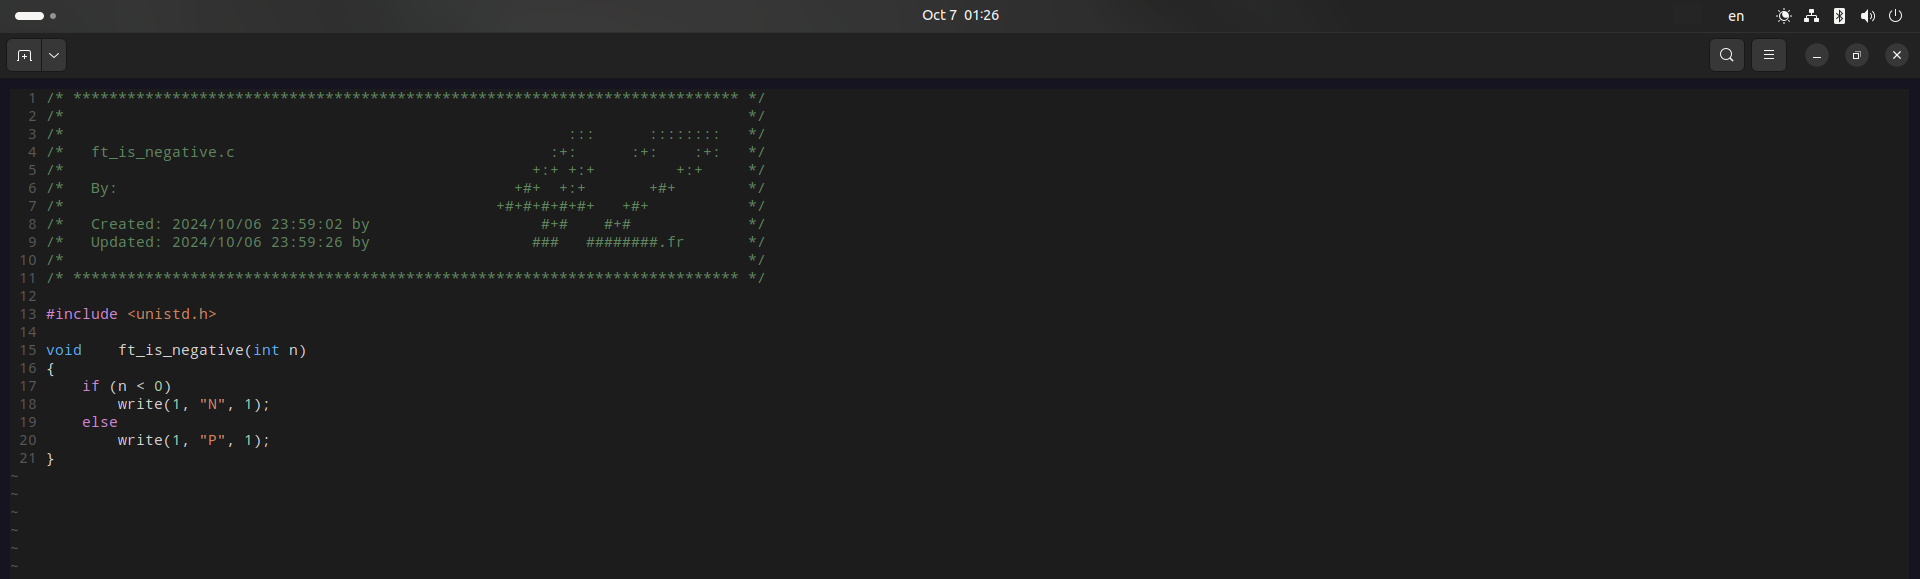 Oct 7 01:26
en
1 /* ************************************************************************** */
2 /*                                                                            */
3 /*                                                        :::      ::::::::   */
4 /*   ft_is_negative.c                                   :+:      :+:    :+:   */
5 /*                                                    +:+ +:+         +:+     */
6 /*   By:                                            +#+  +:+       +#+        */
7 /*                                                +#+#+#+#+#+   +#+           */
8 /*   Created: 2024/10/06 23:59:02 by                   #+#    #+#             */
9 /*   Updated: 2024/10/06 23:59:26 by                  ###   ########.fr       */
10 /*                                                                            */
11 /* ************************************************************************** */
12
13 #include <unistd.h>
14
15 void    ft_is_negative(int n)
16 {
17     if (n < 0)
18         write(1, "N", 1);
19     else
20         write(1, "P", 1);
21 }
~
~
~
~
~
~